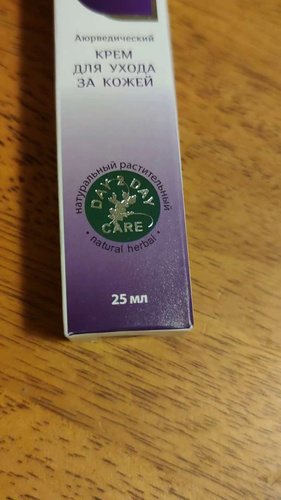 Аюрведический
КРЕМ
ДЛЯ УХОДА
ЗА КОЖЕЙ
натуральный растительный
DAY 2 DAY
CARE
natural herbal
25 мл